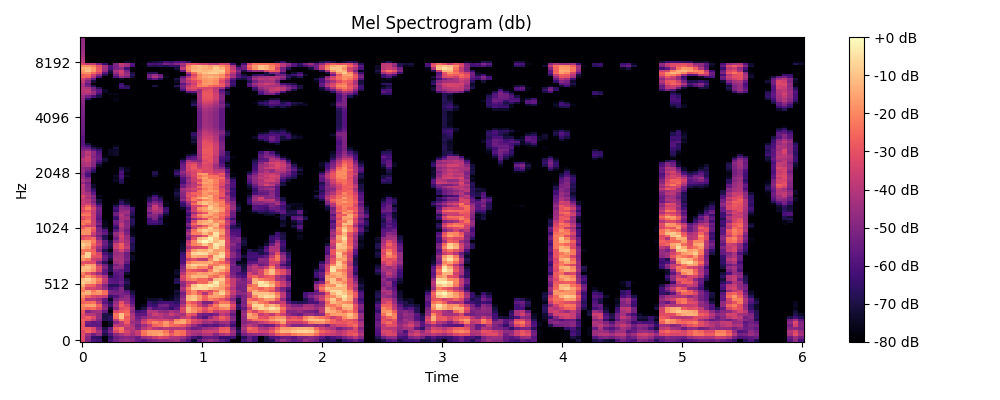 Mel Spectrogram (db)
Hz
8192
4096
2048
1024
512
0
0 1 2 3 4 5 6
Time
+0 dB
-10 dB
-20 dB
-30 dB
-40 dB
-50 dB
-60 dB
-70 dB
-80 dB